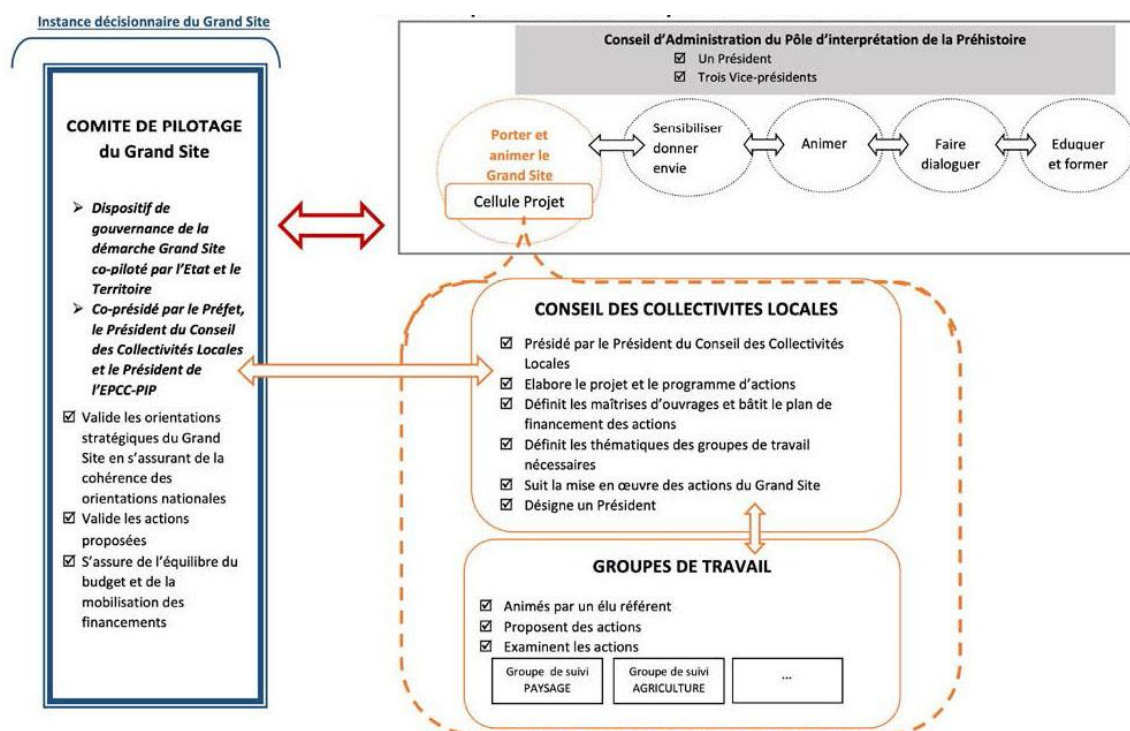 Instance décisionnaire du Grand Site
COMITE DE PILOTAGE
du Grand Site
➢ Dispositif de
gouvernance de la
démarche Grand Site
co-piloté par l'Etat et le
Territoire
➢ Co-présidé par le Préfet,
le Président du Conseil
des Collectivités Locales
et le Président de
l'EPCC-PIP
☑ Valide les orientations
stratégiques du Grand
Site en s'assurant de la
cohérence des
orientations nationales
☑ Valide les actions
proposées
☑ S'assure de l'équilibre du
budget et de la
mobilisation des
financements
Conseil d'Administration du Pôle d'interprétation de la Préhistoire
☑ Un Président
☑ Trois Vice-présidents
Porter et
animer le
Grand Site
Cellule Projet
Sensibiliser
donner
envie
Animer
Faire
dialoguer
Eduquer
et former
CONSEIL DES COLLECTIVITES LOCALES
☑ Présidé par le Président du Conseil des Collectivités
Locales
☑ Elabore le projet et le programme d'actions
☑ Définit les maîtrises d'ouvrages et bâtit le plan de
financement des actions
☑ Définit les thématiques des groupes de travail
nécessaires
☑ Suit la mise en œuvre des actions du Grand Site
☑ Désigne un Président
GROUPES DE TRAVAIL
☑ Animés par un élu référent
☑ Proposent des actions
☑ Examinent les actions
Groupe de suivi
PAYSAGE
Groupe de suivi
AGRICULTURE
...